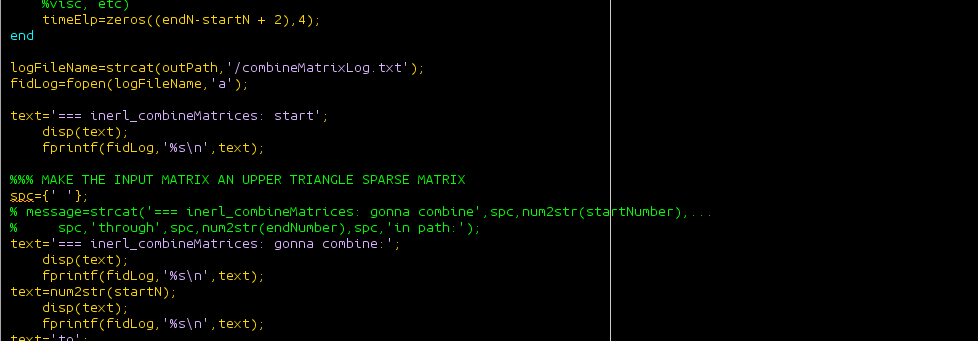 %visc, etc)
timeElp=zeros((endN-startN + 2),4);
end
logFileName=strcat(outPath,'/combineMatrixLog.txt');
fidLog=fopen(logFileName,'a');
text='=== inerl_combineMatrices: start';
disp(text);
fprintf(fidLog,'%s\n',text);
%%% MAKE THE INPUT MATRIX AN UPPER TRIANGLE SPARSE MATRIX
spc={' '};
% message=strcat('=== inerl_combineMatrices: gonna combine',spc,num2str(startNumber),...
%     spc,'through',spc,num2str(endNumber),spc,'in path:');
text='=== inerl_combineMatrices: gonna combine:';
disp(text);
fprintf(fidLog,'%s\n',text);
text=num2str(startN);
disp(text);
fprintf(fidLog,'%s\n',text);
text='to';